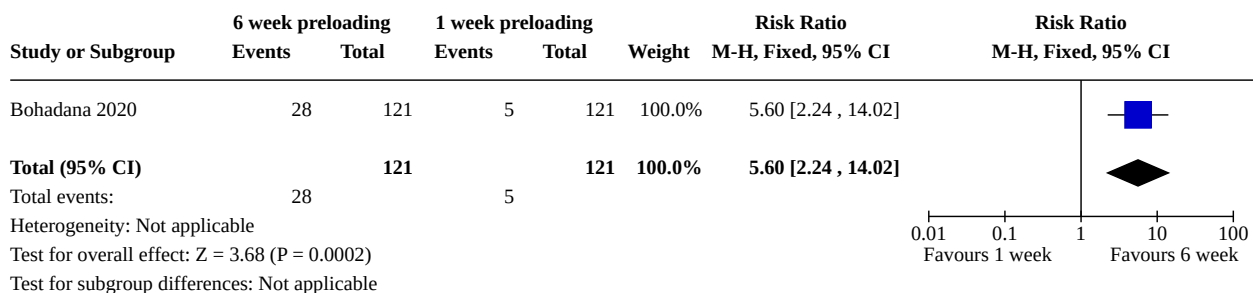 6 week preloading 1 week preloading Risk Ratio Risk Ratio
Study or Subgroup Events Total Events Total Weight M-H, Fixed, 95% CI M-H, Fixed, 95% CI
Bohadana 2020 28 121 5 121 100.0% 5.60 [2.24 , 14.02]
Total (95% CI) 121 121 100.0% 5.60 [2.24 , 14.02]
Total events: 28 5
Heterogeneity: Not applicable
0.01 0.1 1 10 100
Test for overall effect: Z = 3.68 (P = 0.0002) Favours 1 week Favours 6 week
Test for subgroup differences: Not applicable